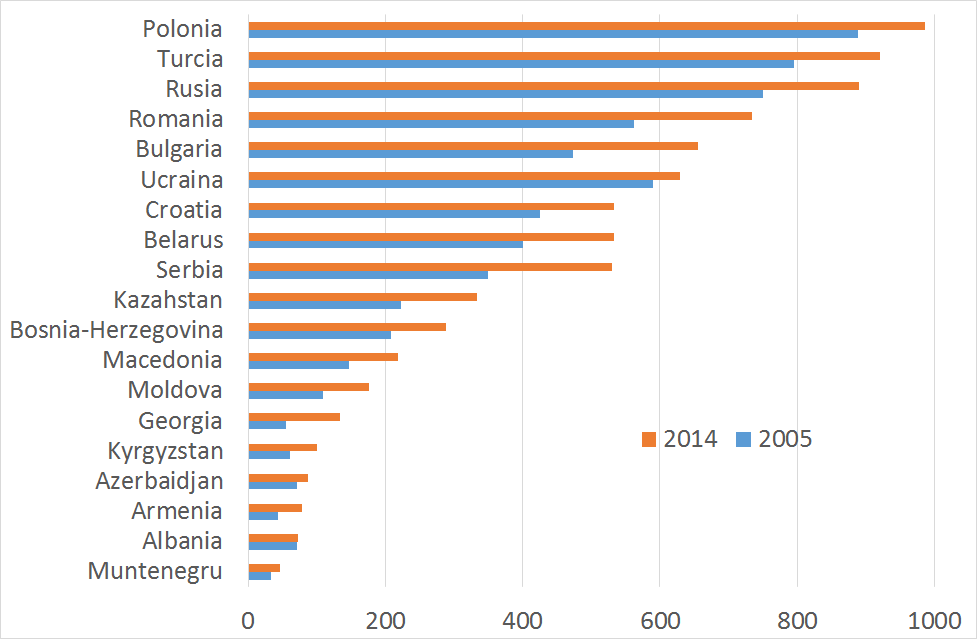 Polonia
Turcia
Rusia
Romania
Bulgaria
Ucraina
Croatia
Belarus
Serbia
Kazahstan
Bosnia-Herzegovina
Macedonia
Moldova
Georgia
2014 2005
Kyrgyzstan
Azerbaidjan
Armenia
Albania
Muntenegru
0 200 400 600 800 1000